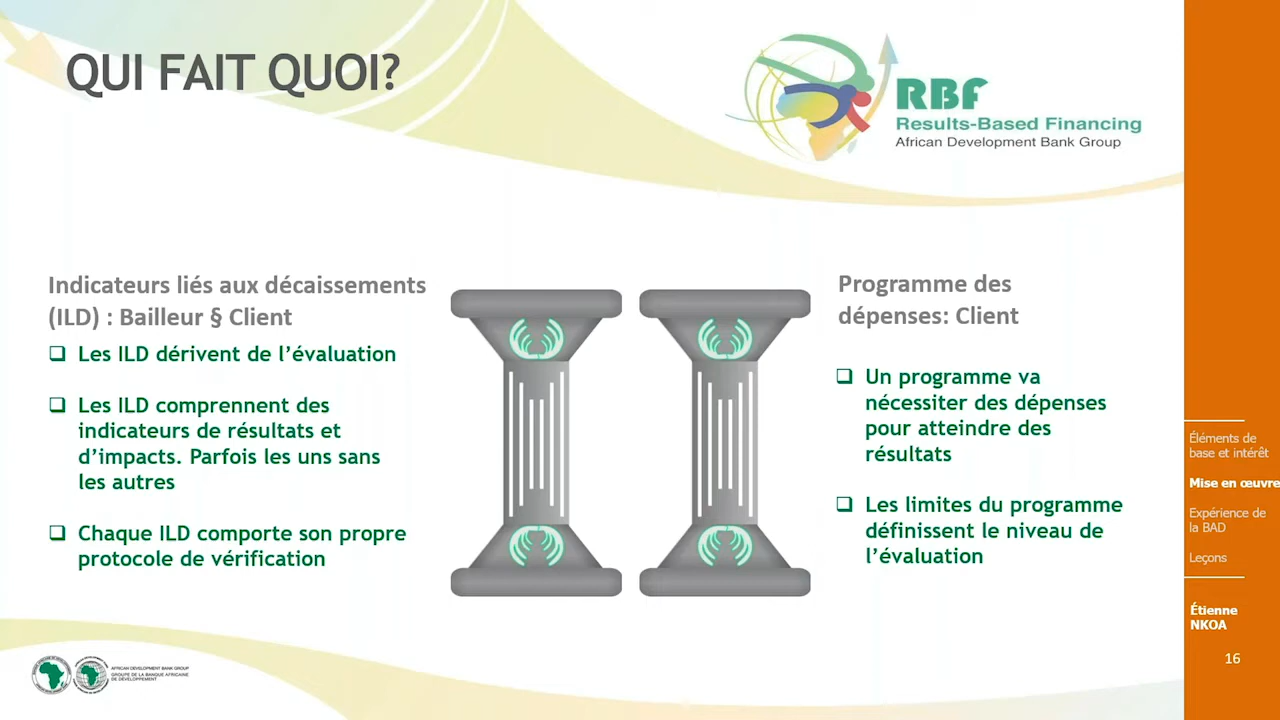 QUI FAIT QUOI?
RBF
Results-Based Financing
African Development Bank Group
Indicateurs liés aux décaissements
(ILD) : Bailleur § Client
❑ Les ILD dérivent de l’évaluation
❑ Les ILD comprennent des
indicateurs de résultats et
d’impacts. Parfois les uns sans
les autres
❑ Chaque ILD comporte son propre
protocole de vérification
Programme des
dépenses: Client
❑ Un programme va
nécessiter des dépenses
pour atteindre des
résultats
❑ Les limites du programme
définissent le niveau de
l’évaluation
Éléments de
base et intérêt
Mise en œuvre
Expérience de
la BAD
Leçons
Étienne
NKOA
16
AFRICAN DEVELOPMENT BANK GROUP
GROUPE DE LA BANQUE AFRICAINE
DE DÉVELOPPEMENT